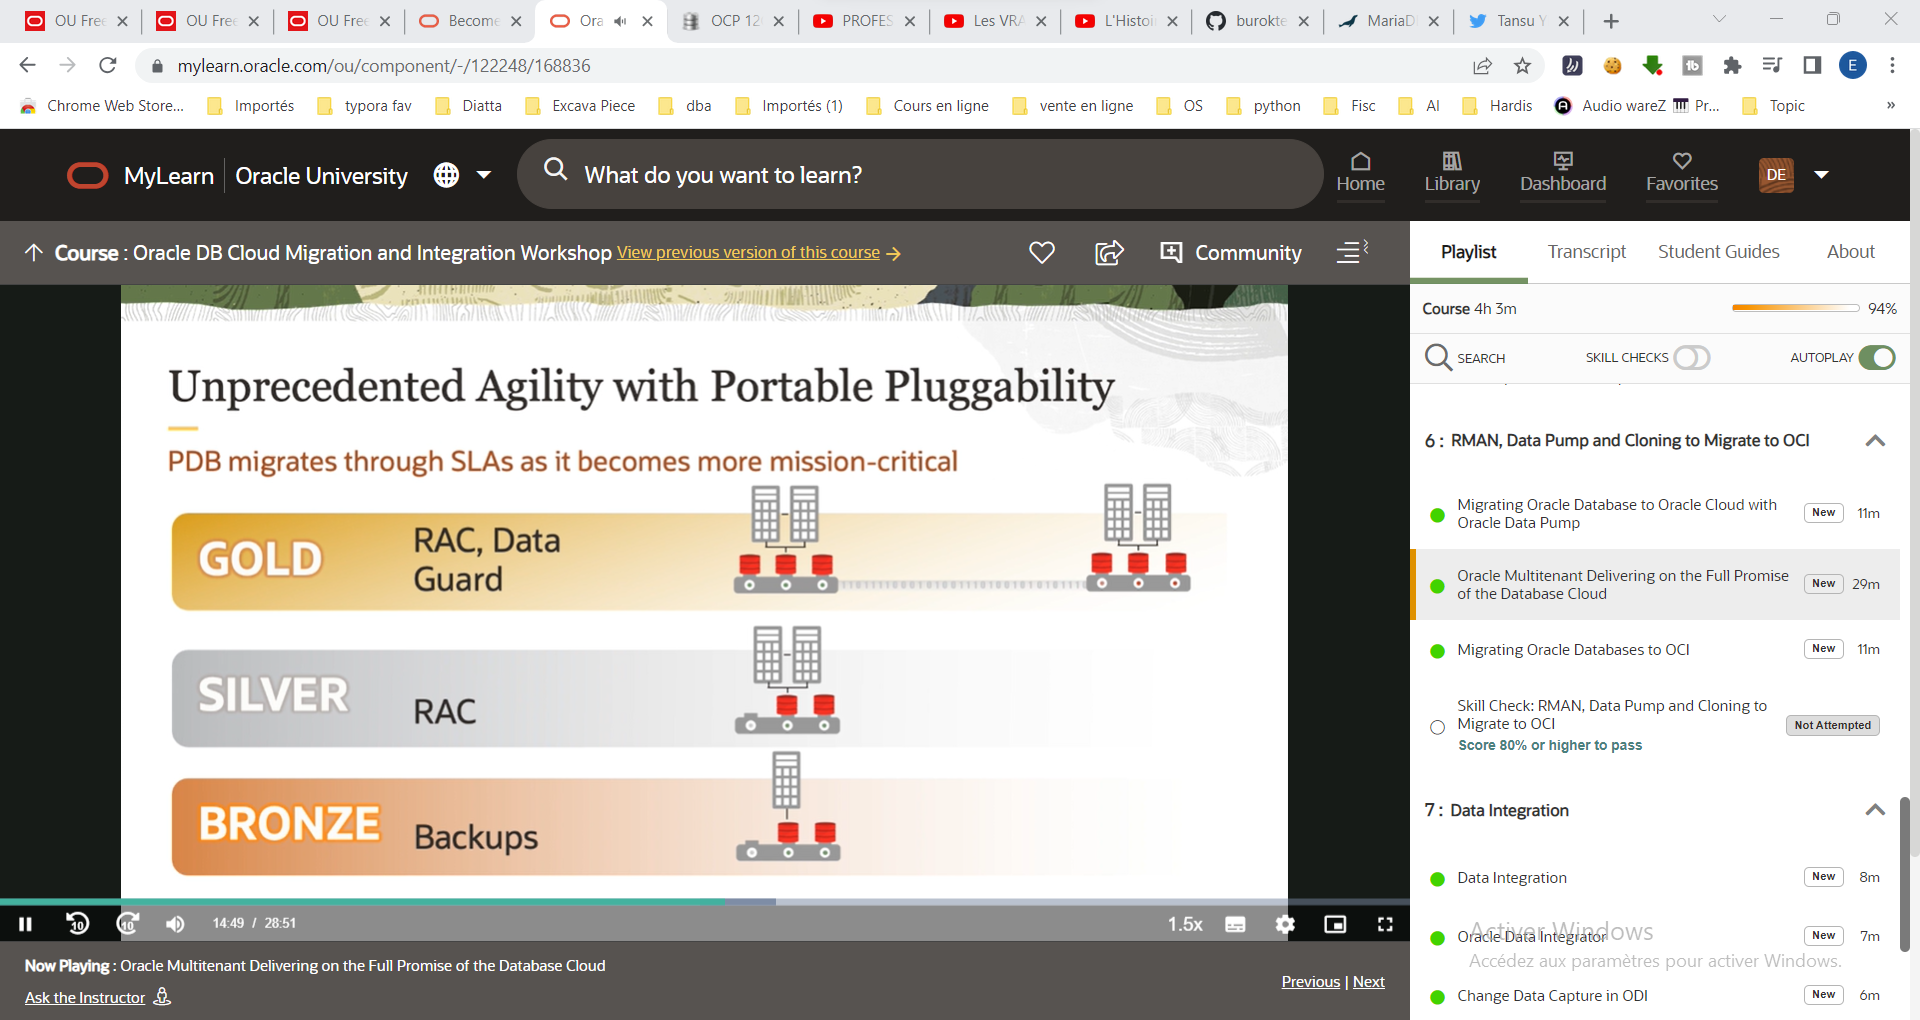 OU Free
OU Free
OU Free
Become
Ora
OCP 12
PROFES
Les VRA
L'Histoi
burokte
MariaD
Tansu Y
mylearn.oracle.com/ou/component/-/122248/168836
E
Chrome Web Store...
Importés
typora fav
Diatta
Excava Piece
dba
Importés (1)
Cours en ligne
vente en ligne
OS
python
Fisc
AI
Hardis
Audio wareZ
Pr...
Topic
»
MyLearn
Oracle University
What do you want to learn?
Home
Library
Dashboard
Favorites
DE
Course : Oracle DB Cloud Migration and Integration Workshop View previous version of this course →
Community
Playlist
Transcript
Student Guides
About
Course 4h 3m
94%
SEARCH
SKILL CHECKS
AUTOPLAY
Unprecedented Agility with Portable Pluggability
PDB migrates through SLAs as it becomes more mission-critical
GOLD
RAC, Data
Guard
SILVER
RAC
BRONZE
Backups
10
10
14:49 / 28:51
1.5x
Now Playing : Oracle Multitenant Delivering on the Full Promise of the Database Cloud
Ask the Instructor
Previous | Next
6 : RMAN, Data Pump and Cloning to Migrate to OCI
Migrating Oracle Database to Oracle Cloud with
Oracle Data Pump
New
11m
Oracle Multitenant Delivering on the Full Promise
of the Database Cloud
New
29m
Migrating Oracle Databases to OCI
New
11m
Skill Check: RMAN, Data Pump and Cloning to
Migrate to OCI
Score 80% or higher to pass
Not Attempted
7 : Data Integration
Data Integration
New
8m
Oracle Data Integrator
New
7m
Activer Windows
Accédez aux paramètres pour activer Windows.
Change Data Capture in ODI
New
6m